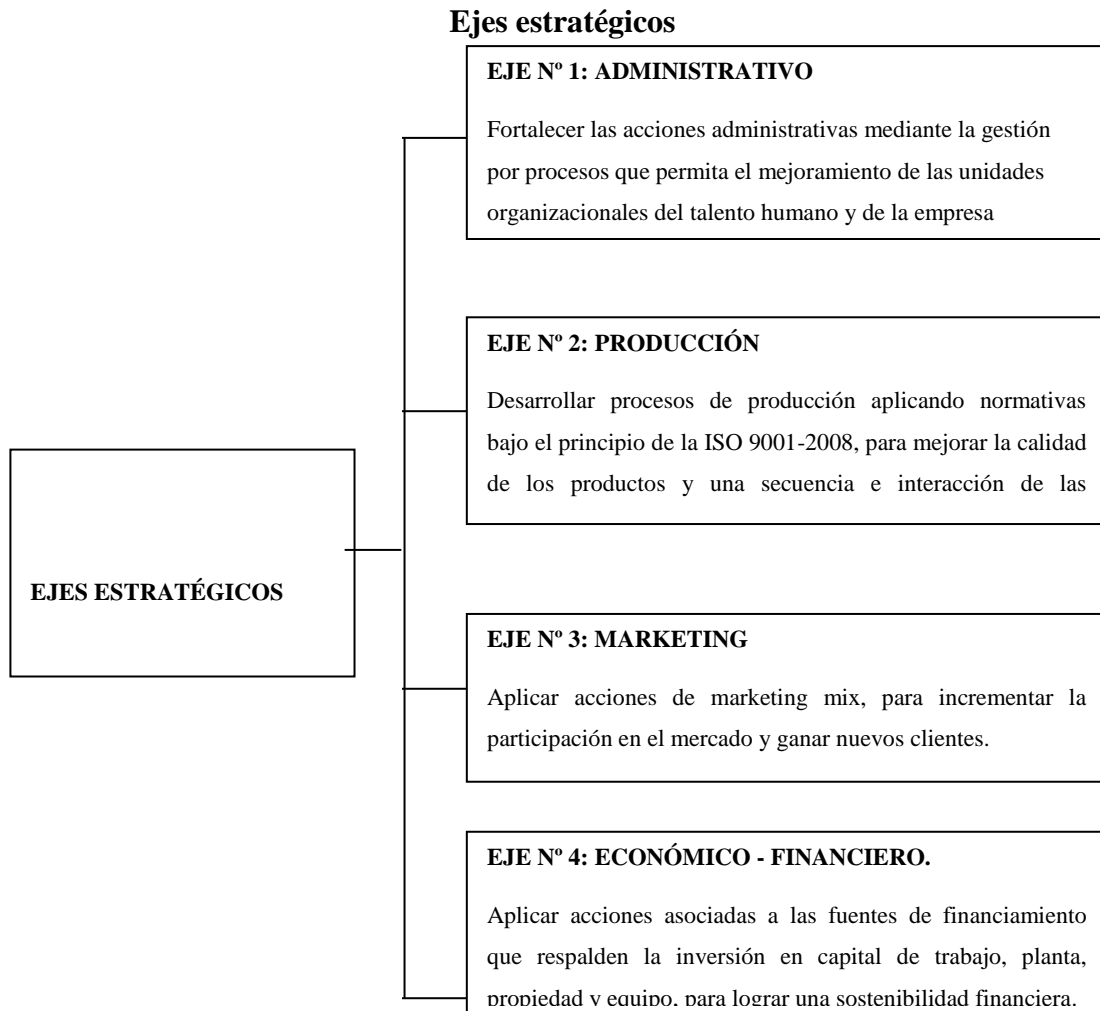 Ejes estratégicos
EJE Nº 1: ADMINISTRATIVO
Fortalecer las acciones administrativas mediante la gestión
por procesos que permita el mejoramiento de las unidades
organizacionales del talento humano y de la empresa
EJE Nº 2: PRODUCCIÓN
Desarrollar procesos de producción aplicando normativas
bajo el principio de la ISO 9001-2008, para mejorar la calidad
de los productos y una secuencia e interacción de las
EJES ESTRATÉGICOS
EJE Nº 3: MARKETING
Aplicar acciones de marketing mix, para incrementar la
participación en el mercado y ganar nuevos clientes.
EJE Nº 4: ECONÓMICO - FINANCIERO.
Aplicar acciones asociadas a las fuentes de financiamiento
que respalden la inversión en capital de trabajo, planta,
propiedad y equipo, para lograr una sostenibilidad financiera.